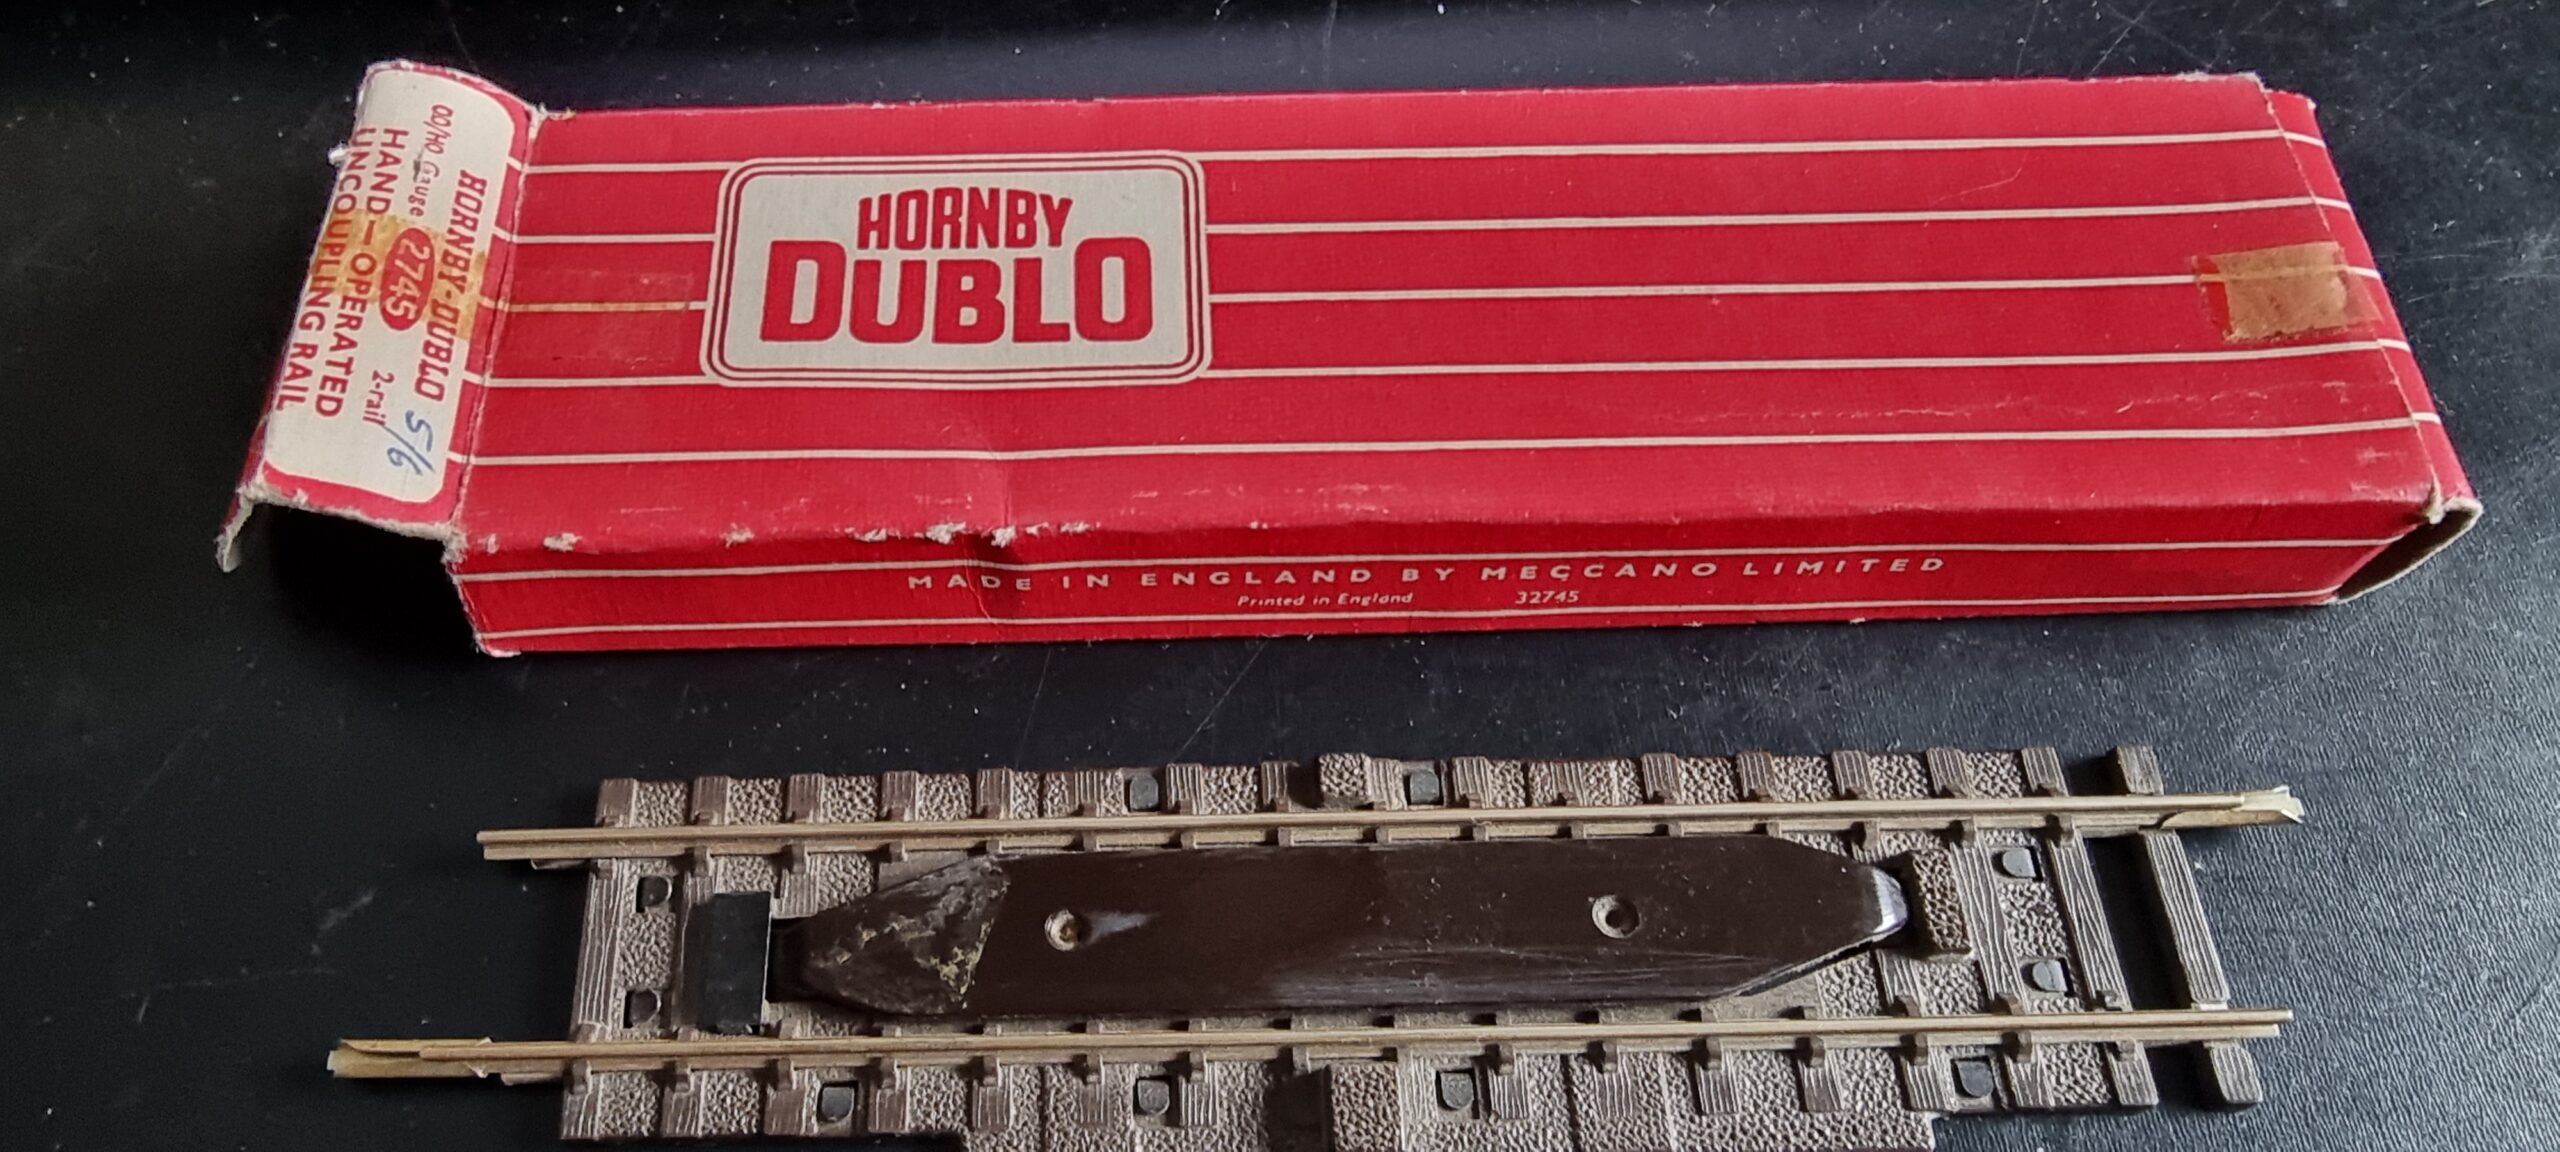 HORNBY-DUBLO
OO/HO Gauge 2745 2-rail
HAND-OPERATED
UNCOUPLING RAIL
5/6
HORNBY
DUBLO
MADE IN ENGLAND BY MECCANO LIMITED
Printed in England 32745